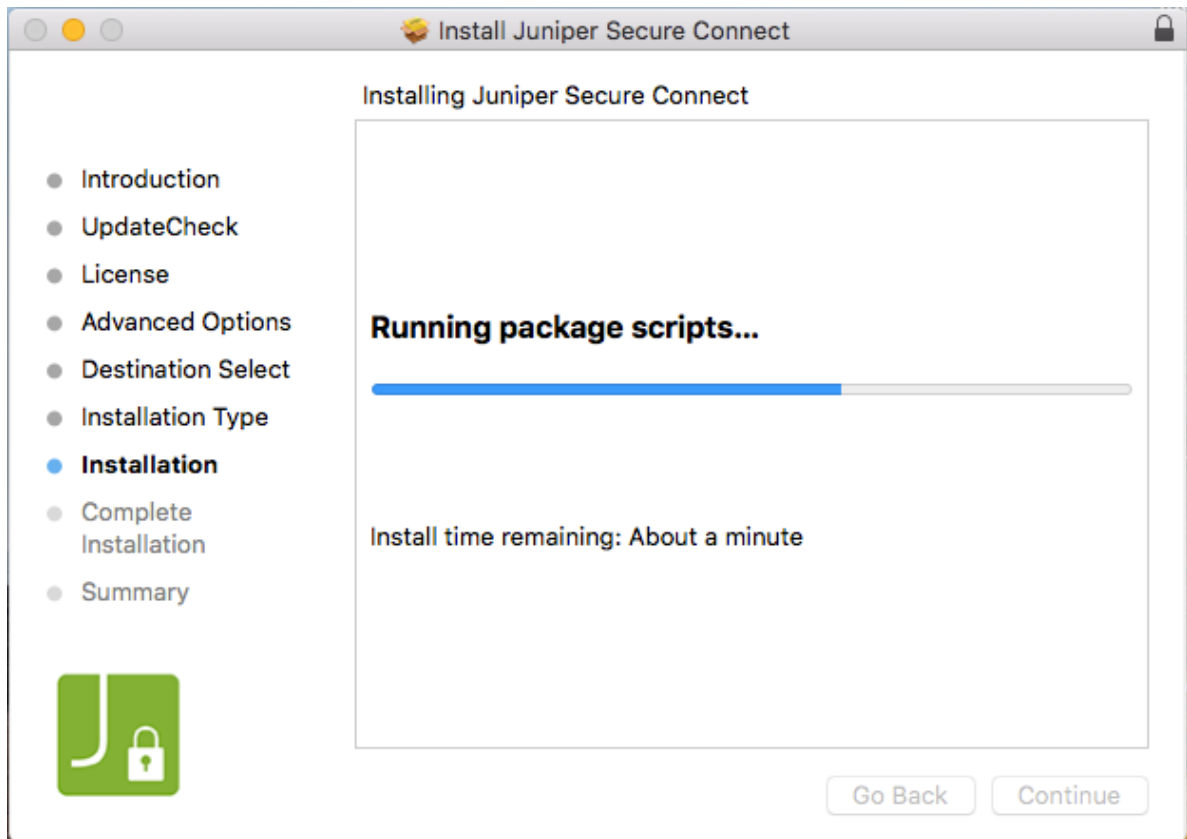 Install Juniper Secure Connect
Installing Juniper Secure Connect
Introduction
UpdateCheck
License
Advanced Options
Destination Select
Installation Type
Installation
Complete
Installation
Summary
Running package scripts...
Install time remaining: About a minute
J
Go Back
Continue